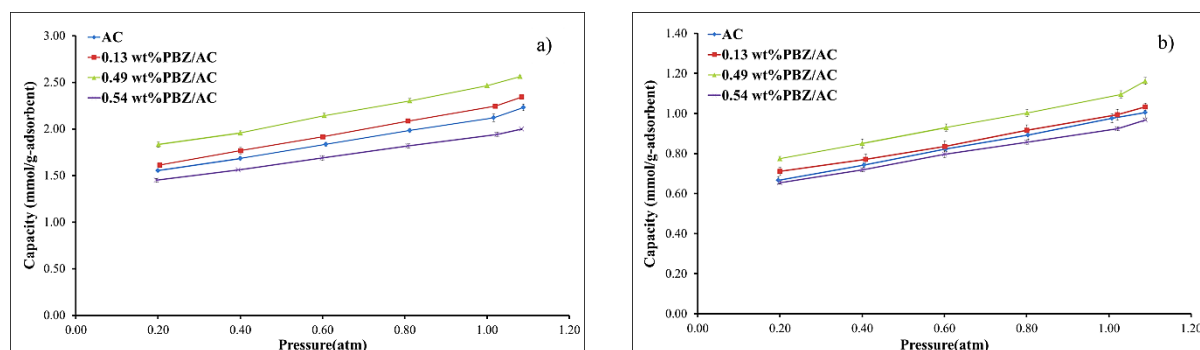 a)
AC
0.13 wt%PBZ/AC
0.49 wt%PBZ/AC
0.54 wt%PBZ/AC
Capacity (mmol/g-adsorbent)
3.00
2.50
2.00
1.50
1.00
0.50
0.00
0.00 0.20 0.40 0.60 0.80 1.00 1.20
Pressure(atm)
b)
AC
0.13 wt%PBZ/AC
0.49 wt%PBZ/AC
0.54 wt%PBZ/AC
Capacity (mmol/g-adsorbent)
1.40
1.20
1.00
0.80
0.60
0.40
0.20
0.00
0.00 0.20 0.40 0.60 0.80 1.00 1.20
Pressure(atm)